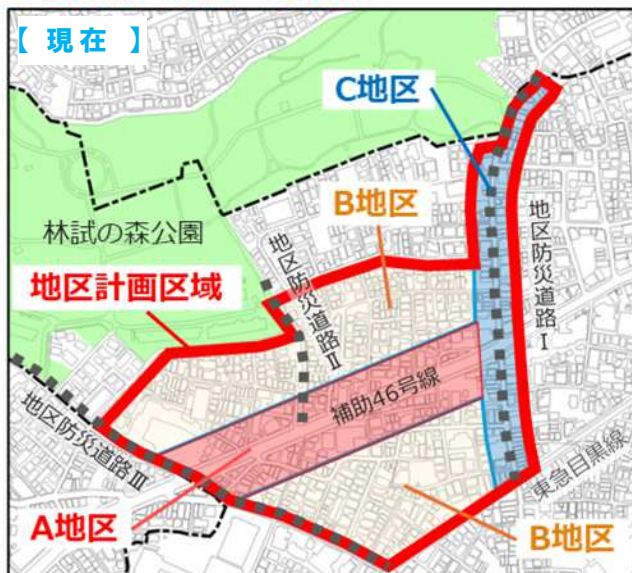 【 現在 】
C地区
B地区
林試の森公園
地区計画区域
地区防災道路Ⅱ
地区防災道路Ⅰ
補助46号線
地区防災道路Ⅲ
東急目黒線
A地区
B地区